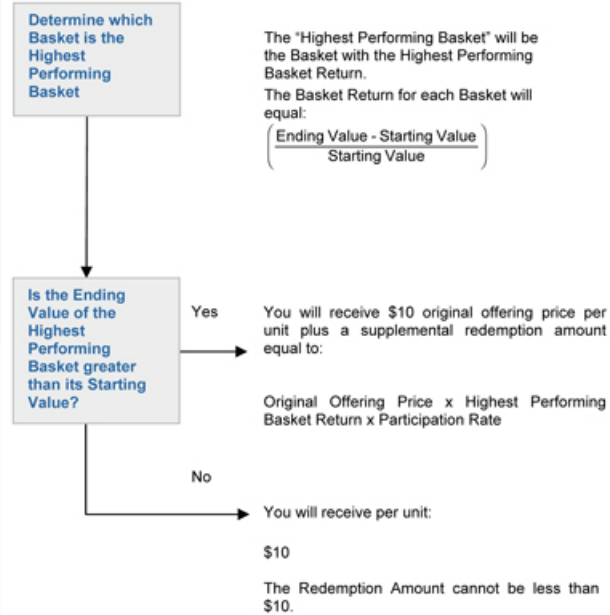 Determine which
Basket is the
Highest
Performing
Basket
The "Highest Performing Basket" will be
the Basket with the Highest Performing
Basket Return.
The Basket Return for each Basket will
equal:
Ending Value - Starting Value
Starting Value
Is the Ending
Value of the
Highest
Performing
Basket greater
than its Starting
Value?
Yes
You will receive $10 original offering price per
unit plus a supplemental redemption amount
equal to:
Original Offering Price x Highest Performing
Basket Return x Participation Rate
No
You will receive per unit:
$10
The Redemption Amount cannot be less than
$10.